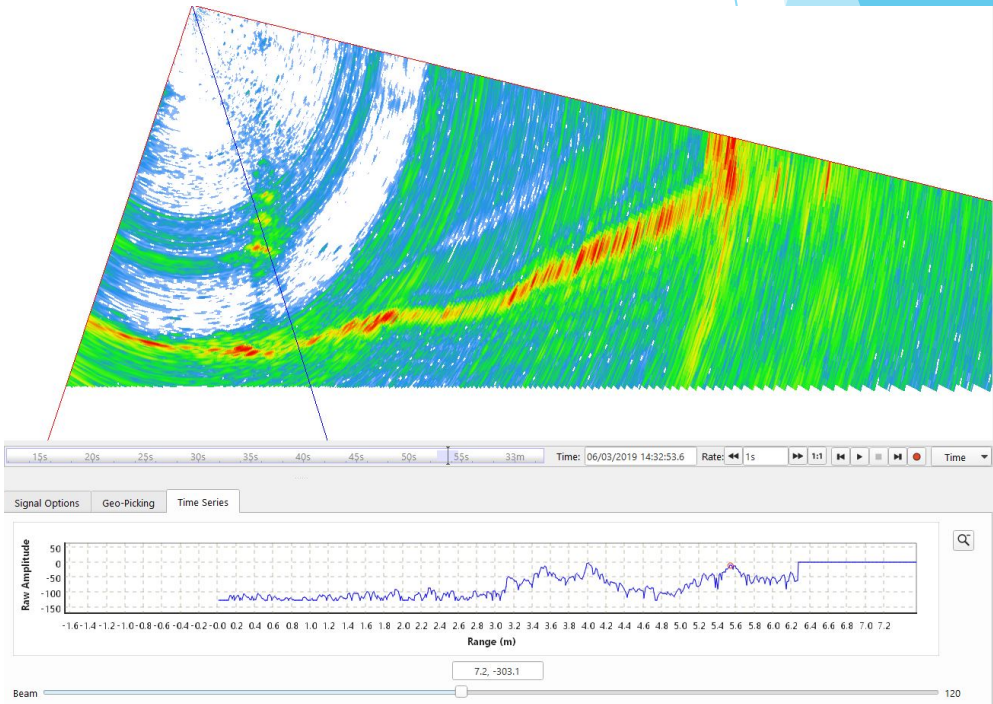 15s 20s 25s 30s 35s 40s 45s 50s 55s 33m Time: 06/03/2019 14:32:53.6 Rate: 1s 1:1 Time
Signal Options Geo-Picking Time Series
Raw Amplitude
50
0
-50
-100
-150
-1.6 -1.4 -1.2 -1.0 -0.8 -0.6 -0.4 -0.2 -0.0 0.2 0.4 0.6 0.8 1.0 1.2 1.4 1.6 1.8 2.0 2.2 2.4 2.6 2.8 3.0 3.2 3.4 3.6 3.8 4.0 4.2 4.4 4.6 4.8 5.0 5.2 5.4 5.6 5.8 6.0 6.2 6.4 6.6 6.8 7.0 7.2
Range (m)
7.2, -303.1
Beam 120